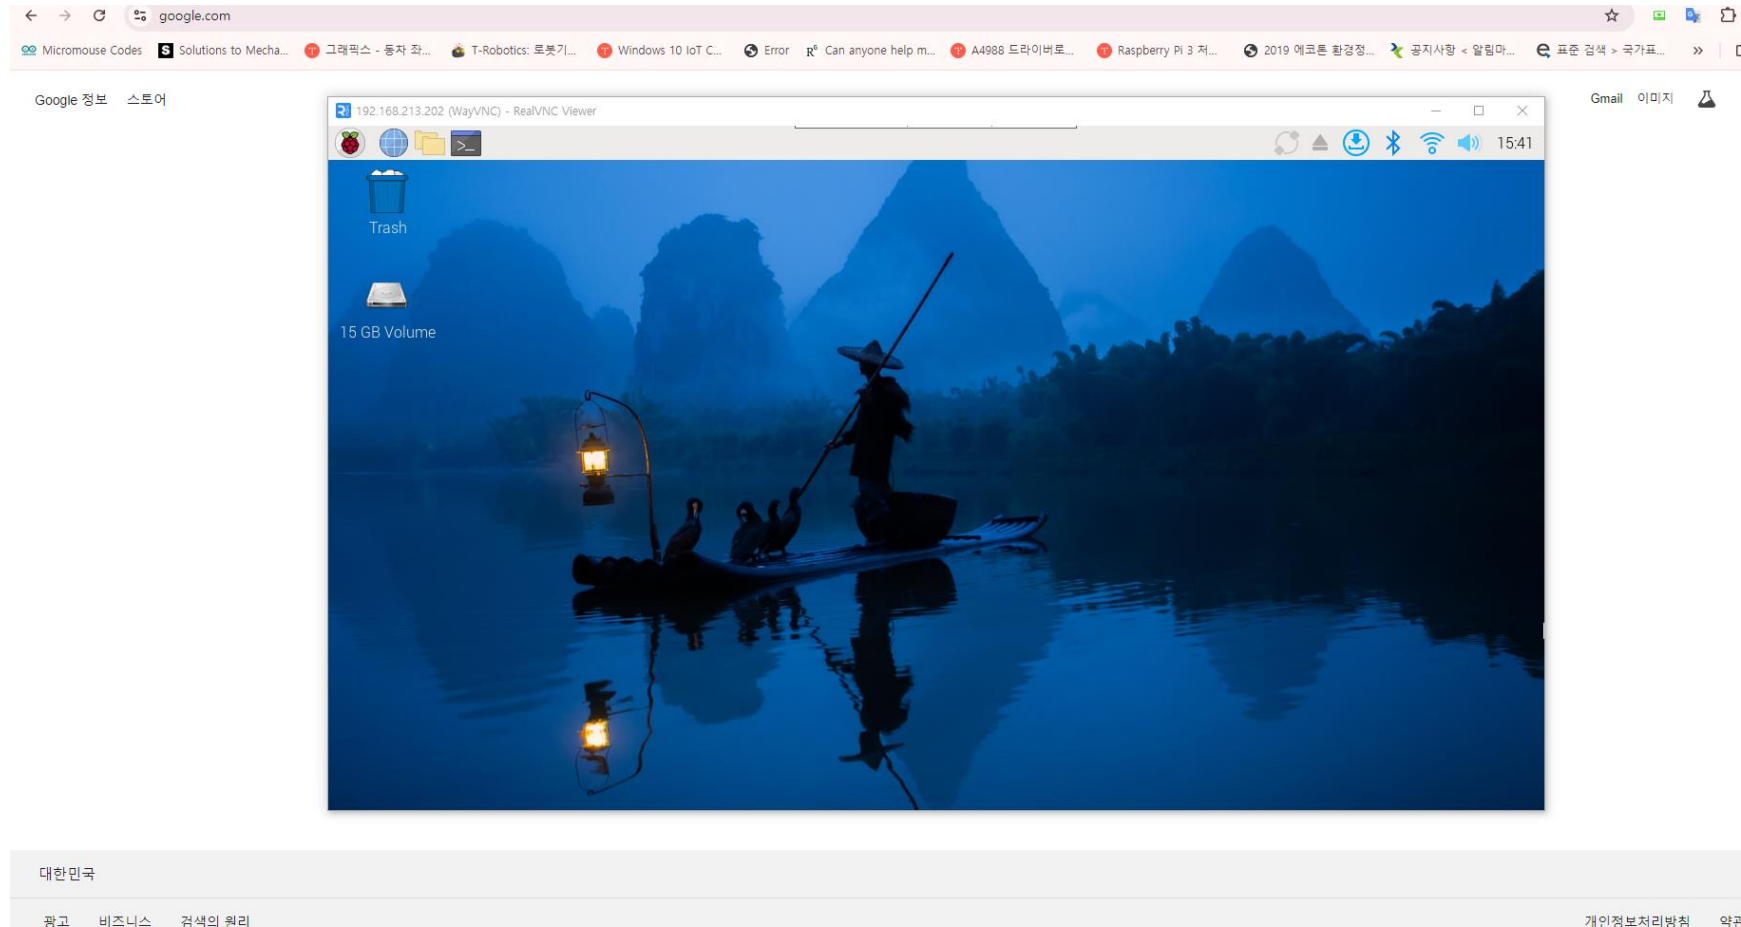 google.com
Micromouse Codes
Solutions to Mecha...
그래픽스 - 동차 좌...
T-Robotics: 로봇기...
Windows 10 IoT C...
Error
Can anyone help m...
A4988 드라이버로...
Raspberry Pi 3 저...
2019 에코톤 환경정...
공지사항 < 알림마...
표준 검색 > 국가표...
Google 정보
스토어
Gmail
이미지
192.168.213.202 (WayVNC) - RealVNC Viewer
15:41
Trash
15 GB Volume
대한민국
광고
비즈니스
검색의 원리
개인정보처리방침
약관